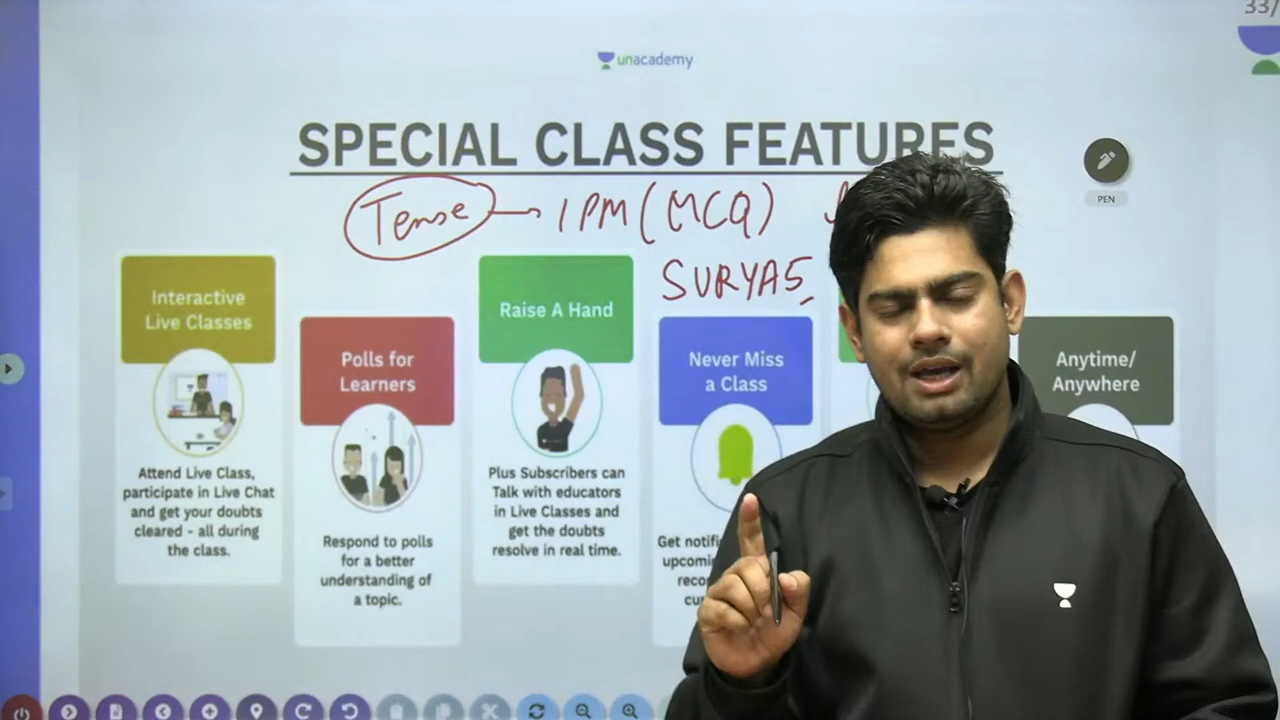 33/
unacademy
SPECIAL CLASS FEATURES
PEN
Tense → IPM (MCQ)
SURYA5
Interactive
Live Classes
Attend Live Class,
participate in Live Chat
and get your doubts
cleared - all during
the class.
Polls for
Learners
Respond to polls
for a better
understanding of
a topic.
Raise A Hand
Plus Subscribers can
Talk with educators
in Live Classes and
get the doubts
resolve in real time.
Never Miss
a Class
Get
Anytime/
Anywhere